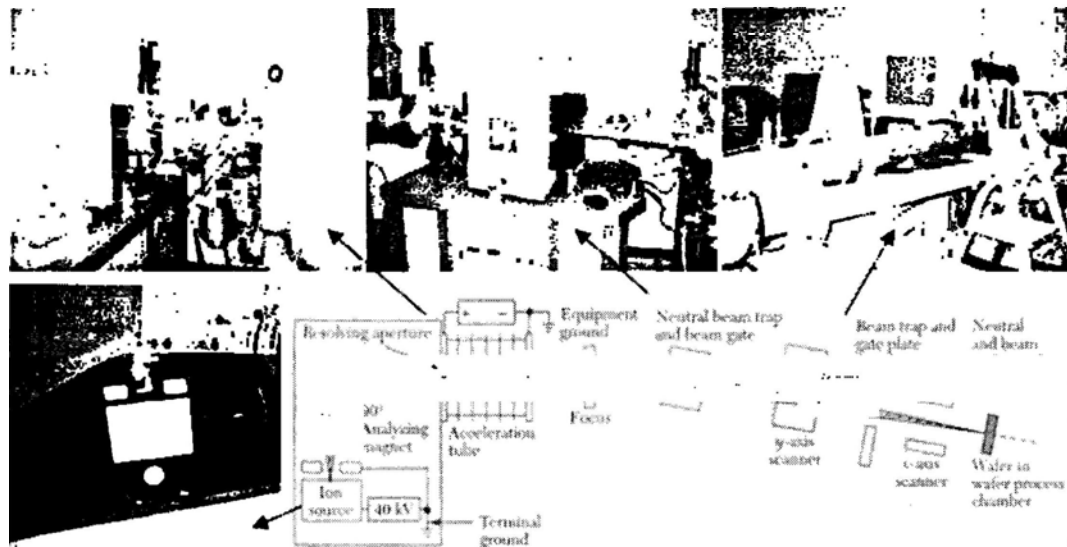 Resolving aperture
+ −
Equipment
ground
Neutral beam trap
and beam gate
Beam trap and
gate plate
Neutral
and beam
90°
Analyzing
magnet
Acceleration
tube
Focus
y-axis
scanner
x-axis
scanner
Wafer in
wafer process
chamber
Ion
source
40 kV
Terminal
ground